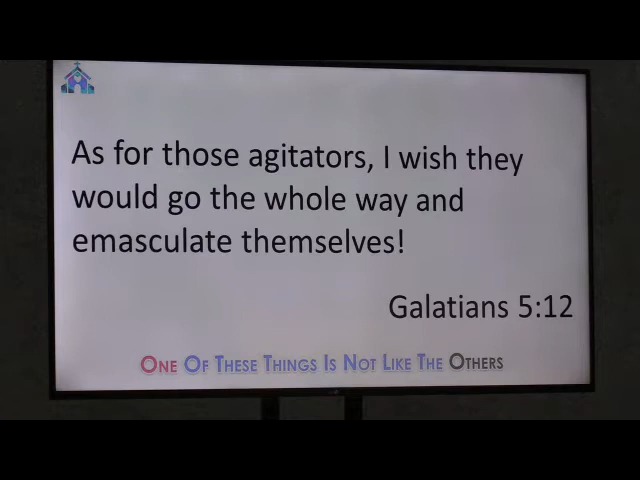 As for those agitators, I wish they
would go the whole way and
emasculate themselves!
Galatians 5:12
One Of These Things Is Not Like The Others